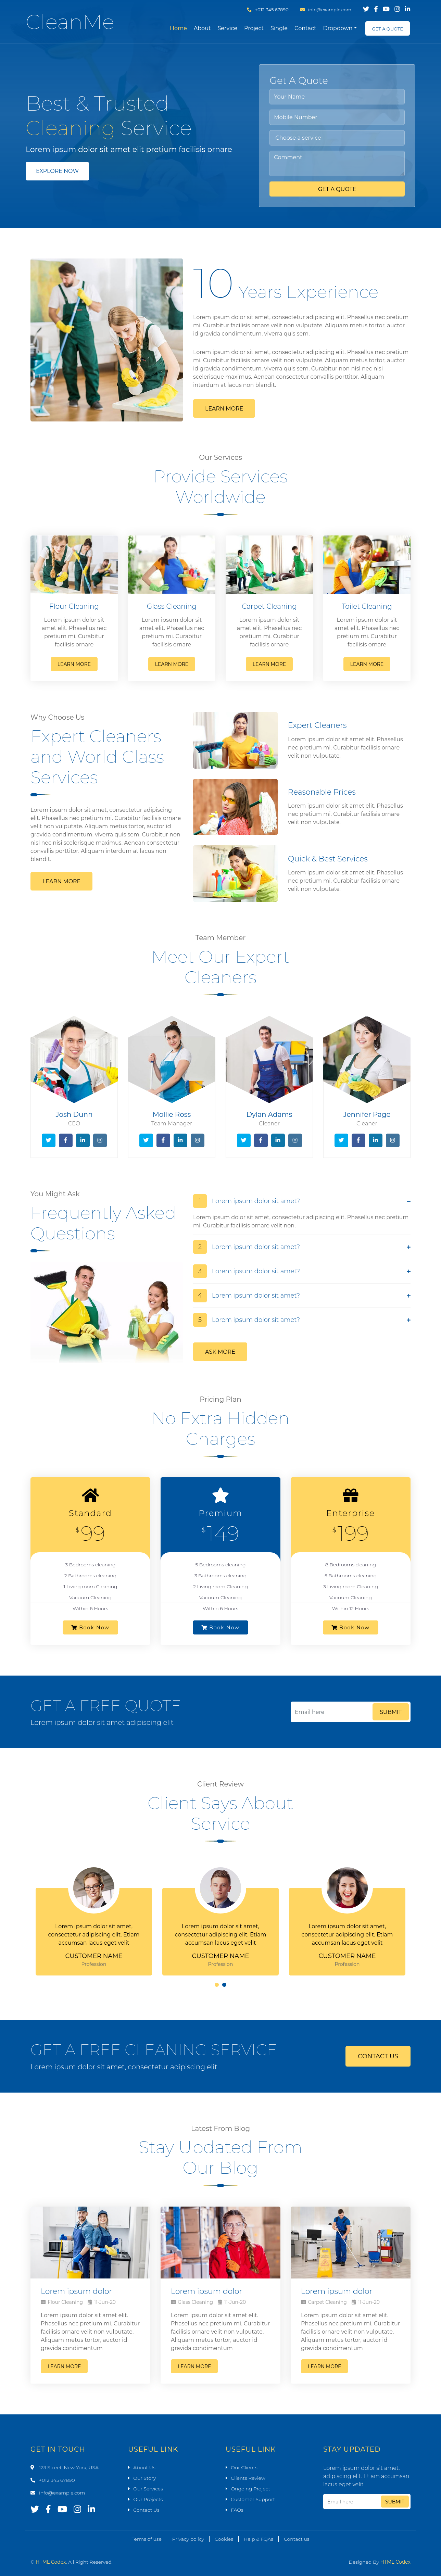 +012 345 67890
info@example.com
CleanMe
Home
About
Service
Project
Single
Contact
Dropdown
GET A QUOTE
Best & Trusted
Cleaning Service
Lorem ipsum dolor sit amet elit pretium facilisis ornare
EXPLORE NOW
Get A Quote
Your Name
Mobile Number
Choose a service
Comment
GET A QUOTE
10 Years Experience
Lorem ipsum dolor sit amet, consectetur adipiscing elit. Phasellus nec pretium
mi. Curabitur facilisis ornare velit non vulputate. Aliquam metus tortor, auctor
id gravida condimentum, viverra quis sem.
Lorem ipsum dolor sit amet, consectetur adipiscing elit. Phasellus nec pretium
mi. Curabitur facilisis ornare velit non vulputate. Aliquam metus tortor, auctor
id gravida condimentum, viverra quis sem. Curabitur non nisl nec nisi
scelerisque maximus. Aenean consectetur convallis porttitor. Aliquam
interdum at lacus non blandit.
LEARN MORE
Our Services
Provide Services
Worldwide
Flour Cleaning
Lorem ipsum dolor sit
amet elit. Phasellus nec
pretium mi. Curabitur
facilisis ornare
LEARN MORE
Glass Cleaning
Lorem ipsum dolor sit
amet elit. Phasellus nec
pretium mi. Curabitur
facilisis ornare
LEARN MORE
Carpet Cleaning
Lorem ipsum dolor sit
amet elit. Phasellus nec
pretium mi. Curabitur
facilisis ornare
LEARN MORE
Toilet Cleaning
Lorem ipsum dolor sit
amet elit. Phasellus nec
pretium mi. Curabitur
facilisis ornare
LEARN MORE
Why Choose Us
Expert Cleaners
and World Class
Services
Lorem ipsum dolor sit amet, consectetur adipiscing
elit. Phasellus nec pretium mi. Curabitur facilisis ornare
velit non vulputate. Aliquam metus tortor, auctor id
gravida condimentum, viverra quis sem. Curabitur non
nisl nec nisi scelerisque maximus. Aenean consectetur
convallis porttitor. Aliquam interdum at lacus non
blandit.
LEARN MORE
Expert Cleaners
Lorem ipsum dolor sit amet elit. Phasellus
nec pretium mi. Curabitur facilisis ornare
velit non vulputate.
Reasonable Prices
Lorem ipsum dolor sit amet elit. Phasellus
nec pretium mi. Curabitur facilisis ornare
velit non vulputate.
Quick & Best Services
Lorem ipsum dolor sit amet elit. Phasellus
nec pretium mi. Curabitur facilisis ornare
velit non vulputate.
Team Member
Meet Our Expert
Cleaners
Josh Dunn
CEO
Mollie Ross
Team Manager
Dylan Adams
Cleaner
Jennifer Page
Cleaner
You Might Ask
Frequently Asked
Questions
1 Lorem ipsum dolor sit amet? −
Lorem ipsum dolor sit amet, consectetur adipiscing elit. Phasellus nec pretium
mi. Curabitur facilisis ornare velit non.
2 Lorem ipsum dolor sit amet? +
3 Lorem ipsum dolor sit amet? +
4 Lorem ipsum dolor sit amet? +
5 Lorem ipsum dolor sit amet? +
ASK MORE
Pricing Plan
No Extra Hidden
Charges
Standard
$99
3 Bedrooms cleaning
2 Bathrooms cleaning
1 Living room Cleaning
Vacuum Cleaning
Within 6 Hours
Book Now
Premium
$149
5 Bedrooms cleaning
3 Bathrooms cleaning
2 Living room Cleaning
Vacuum Cleaning
Within 6 Hours
Book Now
Enterprise
$199
8 Bedrooms cleaning
5 Bathrooms cleaning
3 Living room Cleaning
Vacuum Cleaning
Within 12 Hours
Book Now
GET A FREE QUOTE
Lorem ipsum dolor sit amet adipiscing elit
Email here
SUBMIT
Client Review
Client Says About
Service
Lorem ipsum dolor sit amet,
consectetur adipiscing elit. Etiam
accumsan lacus eget velit
CUSTOMER NAME
Profession
Lorem ipsum dolor sit amet,
consectetur adipiscing elit. Etiam
accumsan lacus eget velit
CUSTOMER NAME
Profession
Lorem ipsum dolor sit amet,
consectetur adipiscing elit. Etiam
accumsan lacus eget velit
CUSTOMER NAME
Profession
GET A FREE CLEANING SERVICE
Lorem ipsum dolor sit amet, consectetur adipiscing elit
CONTACT US
Latest From Blog
Stay Updated From
Our Blog
Lorem ipsum dolor
Flour Cleaning 11-Jun-20
Lorem ipsum dolor sit amet elit.
Phasellus nec pretium mi. Curabitur
facilisis ornare velit non vulputate.
Aliquam metus tortor, auctor id
gravida condimentum
LEARN MORE
Lorem ipsum dolor
Glass Cleaning 11-Jun-20
Lorem ipsum dolor sit amet elit.
Phasellus nec pretium mi. Curabitur
facilisis ornare velit non vulputate.
Aliquam metus tortor, auctor id
gravida condimentum
LEARN MORE
Lorem ipsum dolor
Carpet Cleaning 11-Jun-20
Lorem ipsum dolor sit amet elit.
Phasellus nec pretium mi. Curabitur
facilisis ornare velit non vulputate.
Aliquam metus tortor, auctor id
gravida condimentum
LEARN MORE
GET IN TOUCH
123 Street, New York, USA
+012 345 67890
info@example.com
USEFUL LINK
About Us
Our Story
Our Services
Our Projects
Contact Us
USEFUL LINK
Our Clients
Clients Review
Ongoing Project
Customer Support
FAQs
STAY UPDATED
Lorem ipsum dolor sit amet,
adipiscing elit. Etiam accumsan
lacus eget velit
Email here
SUBMIT
Terms of use
Privacy policy
Cookies
Help & FQAs
Contact us
© HTML Codex, All Right Reserved.
Designed By HTML Codex